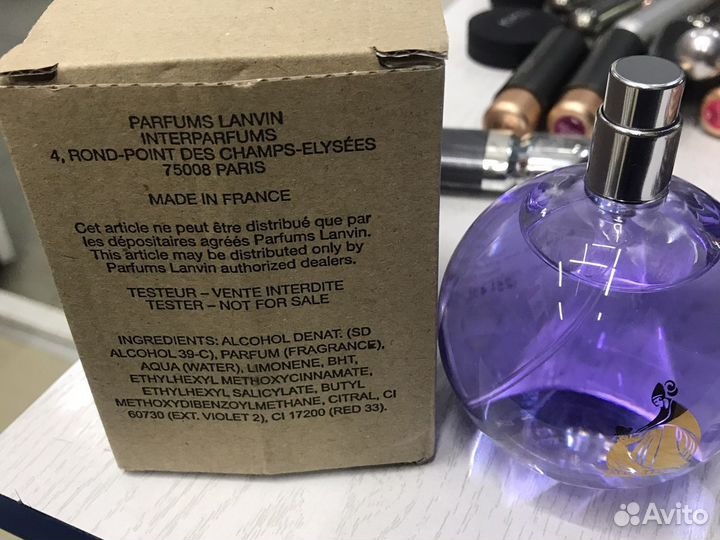 PARFUMS LANVIN
INTERPARFUMS
4, ROND-POINT DES CHAMPS-ELYSÉES
75008 PARIS
MADE IN FRANCE
Cet article ne peut être distribué que par
les dépositaires agréés Parfums Lanvin.
This article may be distributed only by
Parfums Lanvin authorized dealers.
TESTEUR – VENTE INTERDITE
TESTER – NOT FOR SALE
INGREDIENTS: ALCOHOL DENAT. (SD
ALCOHOL 39-C), PARFUM (FRAGRANCE),
AQUA (WATER), LIMONENE, BHT,
ETHYLHEXYL METHOXYCINNAMATE,
ETHYLHEXYL SALICYLATE, BUTYL
METHOXYDIBENZOYLMETHANE, CITRAL, CI
60730 (EXT. VIOLET 2), CI 17200 (RED 33).
Avito